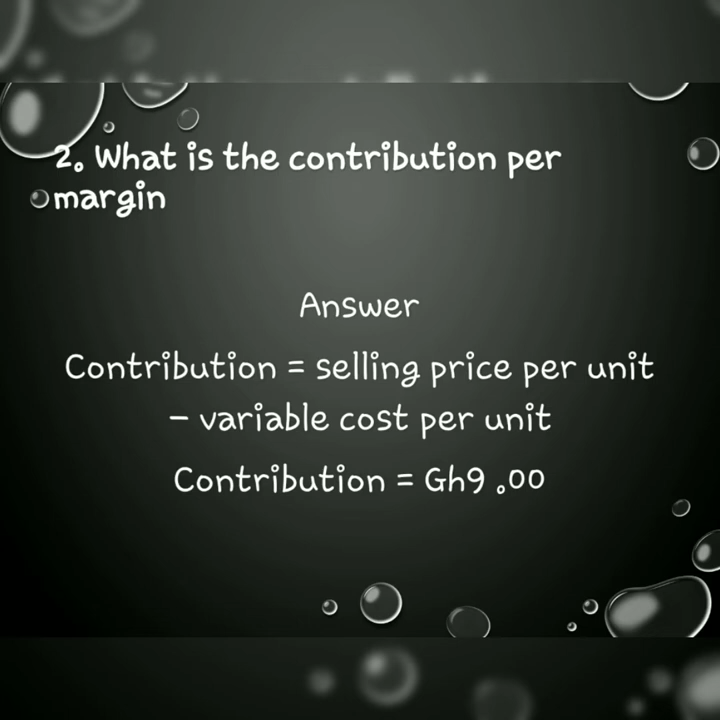 2. What is the contribution per
margin
Answer
Contribution = selling price per unit
– variable cost per unit
Contribution = Gh9 .00